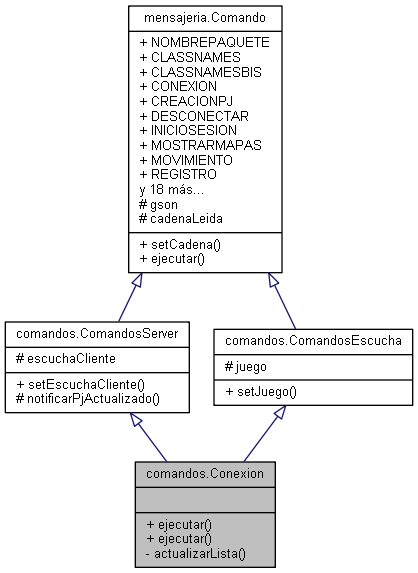 mensajeria.Comando
+ NOMBREPAQUETE
+ CLASSNAMES
+ CLASSNAMESBIS
+ CONEXION
+ CREACIONPJ
+ DESCONECTAR
+ INICIOSESION
+ MOSTRARMAPAS
+ MOVIMIENTO
+ REGISTRO
y 18 más...
# gson
# cadenaLeida
+ setCadena()
+ ejecutar()
comandos.ComandosServer
# escuchaCliente
+ setEscuchaCliente()
# notificarPjActualizado()
comandos.ComandosEscucha
# juego
+ setJuego()
comandos.Conexion
+ ejecutar()
+ ejecutar()
- actualizarLista()